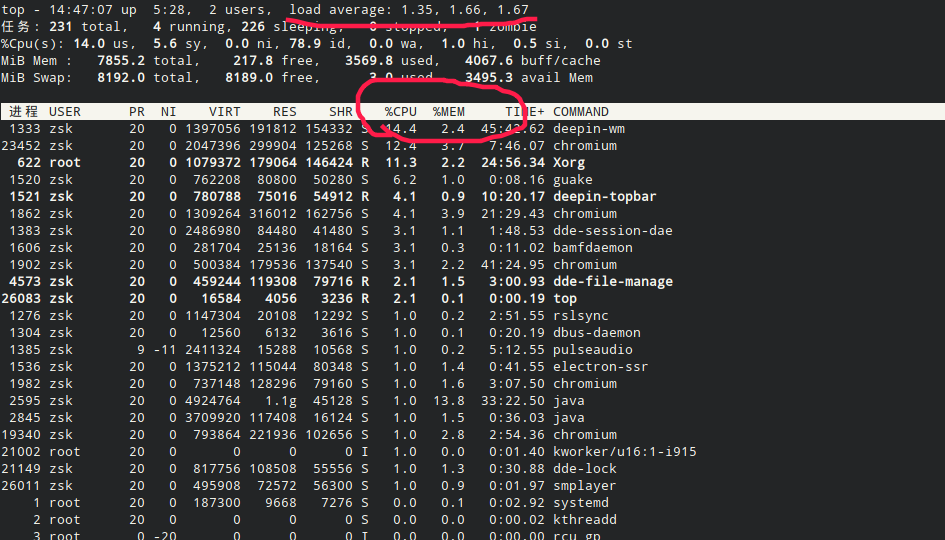 top - 14:47:07 up  5:28,  2 users,  load average: 1.35, 1.66, 1.67
任务: 231 total,   4 running, 226 sleeping,   0 stopped,   1 zombie
%Cpu(s): 14.0 us,  5.6 sy,  0.0 ni, 78.9 id,  0.0 wa,  1.0 hi,  0.5 si,  0.0 st
MiB Mem :   7855.2 total,    217.8 free,   3569.8 used,   4067.6 buff/cache
MiB Swap:   8192.0 total,   8189.0 free,      3.0 used.   3495.3 avail Mem
进程 USER      PR  NI    VIRT    RES    SHR    %CPU  %MEM     TIME+ COMMAND
1333 zsk       20   0 1397056 191812 154332 S  14.4   2.4  45:42.62 deepin-wm
23452 zsk       20   0 2047396 299904 125268 S  12.4   3.7   7:46.07 chromium
622 root      20   0 1079372 179064 146424 R  11.3   2.2  24:56.34 Xorg
1520 zsk       20   0  762208  80800  50280 S   6.2   1.0   0:08.16 guake
1521 zsk       20   0  780788  75016  54912 R   4.1   0.9  10:20.17 deepin-topbar
1862 zsk       20   0 1309264 316012 162756 S   4.1   3.9  21:29.43 chromium
1383 zsk       20   0 2486980  84480  41480 S   3.1   1.1   1:48.53 dde-session-dae
1606 zsk       20   0  281704  25136  18164 S   3.1   0.3   0:11.02 bamfdaemon
1902 zsk       20   0  500384 179536 137540 S   3.1   2.2  41:24.95 chromium
4573 zsk       20   0  459244 119308  79716 R   2.1   1.5   3:00.93 dde-file-manage
26083 zsk       20   0   16584   4056   3236 R   2.1   0.1   0:00.19 top
1276 zsk       20   0 1147304  20108  12292 S   1.0   0.2   2:51.55 rslsync
1304 zsk       20   0   12560   6132   3616 S   1.0   0.1   0:20.19 dbus-daemon
1385 zsk        9 -11 2411324  15288  10568 S   1.0   0.2   5:12.55 pulseaudio
1536 zsk       20   0 1375212 115044  80348 S   1.0   1.4   0:41.55 electron-ssr
1982 zsk       20   0  737148 128296  79160 S   1.0   1.6   3:07.50 chromium
2595 zsk       20   0 4924764   1.1g  45128 S   1.0  13.8  33:22.50 java
2845 zsk       20   0 3709920 117408  16124 S   1.0   1.5   0:36.03 java
19340 zsk       20   0  793864 221936 102656 S   1.0   2.8   2:54.36 chromium
21002 root      20   0       0      0      0 I   1.0   0.0   0:01.40 kworker/u16:1-i915
21149 zsk       20   0  817756 108508  55556 S   1.0   1.3   0:30.88 dde-lock
26011 zsk       20   0  495908  72572  56300 S   1.0   0.9   0:01.97 smplayer
1 root      20   0  187300   9668   7276 S   0.0   0.1   0:02.92 systemd
2 root      20   0       0      0      0 S   0.0   0.0   0:00.02 kthreadd
3 root       0 -20       0      0      0 I   0.0   0.0   0:00.00 rcu_gp